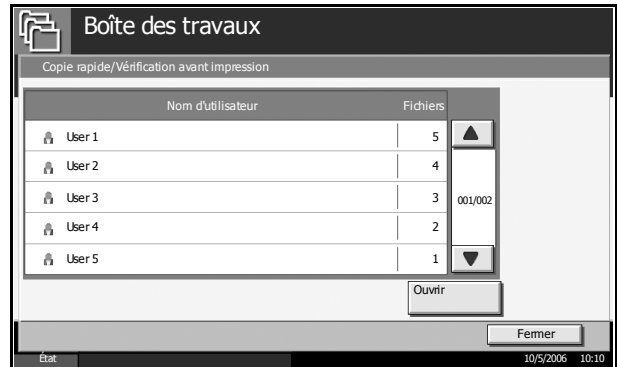 Boîte des travaux
Copie rapide/Vérification avant impression
Nom d'utilisateur Fichiers
User 1 5
User 2 4
User 3 3 001/002
User 4 2
User 5 1
Ouvrir
Fermer
État 10/5/2006 10:10